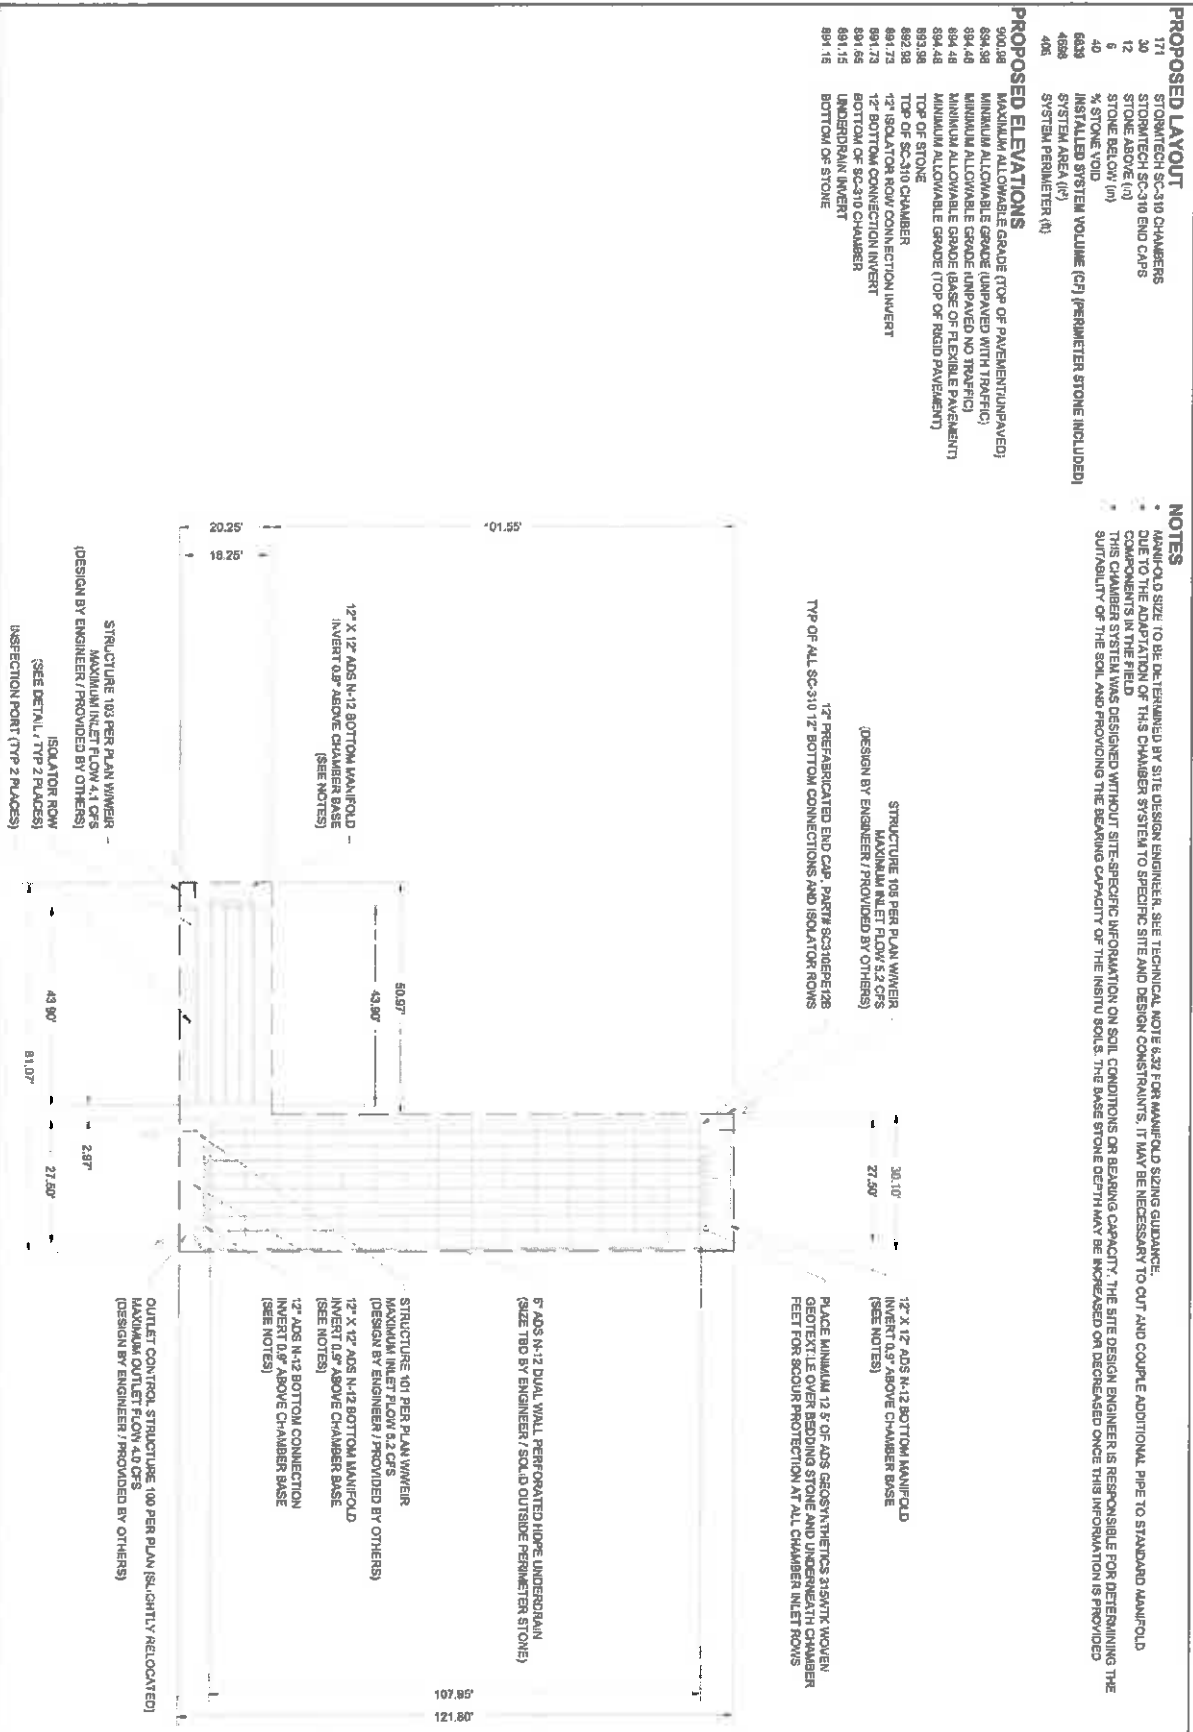 PROPOSED LAYOUT
171 STORMTECH SC-310 CHAMBERS
30 STORMTECH SC-310 END CAPS
12 STONE ABOVE (in)
6 STONE BELOW (in)
40 % STONE VOID
6839 INSTALLED SYSTEM VOLUME (CF) (PERIMETER STONE INCLUDED)
4698 SYSTEM AREA (ft²)
406 SYSTEM PERIMETER (ft)
PROPOSED ELEVATIONS
900.98 MAXIMUM ALLOWABLE GRADE (TOP OF PAVEMENT/UNPAVED)
894.98 MINIMUM ALLOWABLE GRADE (UNPAVED WITH TRAFFIC)
894.48 MINIMUM ALLOWABLE GRADE (UNPAVED NO TRAFFIC)
894.48 MINIMUM ALLOWABLE GRADE (BASE OF FLEXIBLE PAVEMENT)
894.48 MINIMUM ALLOWABLE GRADE (TOP OF RIGID PAVEMENT)
893.98 TOP OF STONE
892.98 TOP OF SC-310 CHAMBER
891.73 12" ISOLATOR ROW CONNECTION INVERT
891.73 12" BOTTOM CONNECTION INVERT
891.65 BOTTOM OF SC-310 CHAMBER
891.15 UNDERDRAIN INVERT
891.15 BOTTOM OF STONE
NOTES
• MANIFOLD SIZE TO BE DETERMINED BY SITE DESIGN ENGINEER. SEE TECHNICAL NOTE 6.32 FOR MANIFOLD SIZING GUIDANCE.
• DUE TO THE ADAPTATION OF THIS CHAMBER SYSTEM TO SPECIFIC SITE AND DESIGN CONSTRAINTS, IT MAY BE NECESSARY TO CUT AND COUPLE ADDITIONAL PIPE TO STANDARD MANIFOLD
COMPONENTS IN THE FIELD
• THIS CHAMBER SYSTEM WAS DESIGNED WITHOUT SITE-SPECIFIC INFORMATION ON SOIL CONDITIONS OR BEARING CAPACITY. THE SITE DESIGN ENGINEER IS RESPONSIBLE FOR DETERMINING THE
SUITABILITY OF THE SOIL AND PROVIDING THE BEARING CAPACITY OF THE INSITU SOILS. THE BASE STONE DEPTH MAY BE INCREASED OR DECREASED ONCE THIS INFORMATION IS PROVIDED
STRUCTURE 106 PER PLAN W/WEIR
MAXIMUM INLET FLOW 5.2 CFS
(DESIGN BY ENGINEER / PROVIDED BY OTHERS)
12" PREFABRICATED END CAP, PART# SC310EPE12B
TYP OF ALL SC-310 12" BOTTOM CONNECTIONS AND ISOLATOR ROWS
30.10'
27.50'
12" X 12" ADS N-12 BOTTOM MANIFOLD
INVERT 0.9" ABOVE CHAMBER BASE
(SEE NOTES)
PLACE MINIMUM 12.5' OF ADS GEOSYNTHETICS 315WTK WOVEN
GEOTEXTILE OVER BEDDING STONE AND UNDERNEATH CHAMBER
FEET FOR SCOUR PROTECTION AT ALL CHAMBER INLET ROWS
101.55'
20.25'
18.25'
6" ADS N-12 DUAL WALL PERFORATED HDPE UNDERDRAIN
(SIZE TBD BY ENGINEER / SOLID OUTSIDE PERIMETER STONE)
107.85'
121.80'
50.97'
43.90'
12" X 12" ADS N-12 BOTTOM MANIFOLD
INVERT 0.9" ABOVE CHAMBER BASE
(SEE NOTES)
STRUCTURE 101 PER PLAN W/WEIR
MAXIMUM INLET FLOW 5.2 CFS
(DESIGN BY ENGINEER / PROVIDED BY OTHERS)
12" X 12" ADS N-12 BOTTOM MANIFOLD
INVERT 0.9" ABOVE CHAMBER BASE
(SEE NOTES)
12" ADS N-12 BOTTOM CONNECTION
INVERT 0.9" ABOVE CHAMBER BASE
(SEE NOTES)
OUTLET CONTROL STRUCTURE 100 PER PLAN (SLIGHTLY RELOCATED)
MAXIMUM OUTLET FLOW 4.0 CFS
(DESIGN BY ENGINEER / PROVIDED BY OTHERS)
STRUCTURE 103 PER PLAN W/WEIR
MAXIMUM INLET FLOW 4.1 CFS
(DESIGN BY ENGINEER / PROVIDED BY OTHERS)
ISOLATOR ROW
(SEE DETAIL / TYP 2 PLACES)
INSPECTION PORT (TYP 2 PLACES)
2.97'
43.90'
27.50'
81.07'